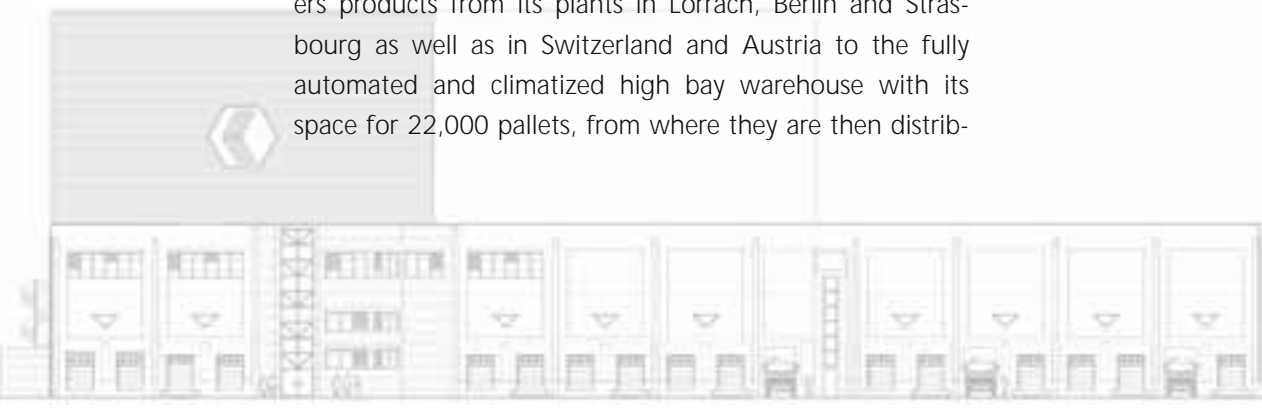 ers products from its plants in Lörrach, Berlin and Stras-
bourg as well as in Switzerland and Austria to the fully
automated and climatized high bay warehouse with its
space for 22,000 pallets, from where they are then distrib-